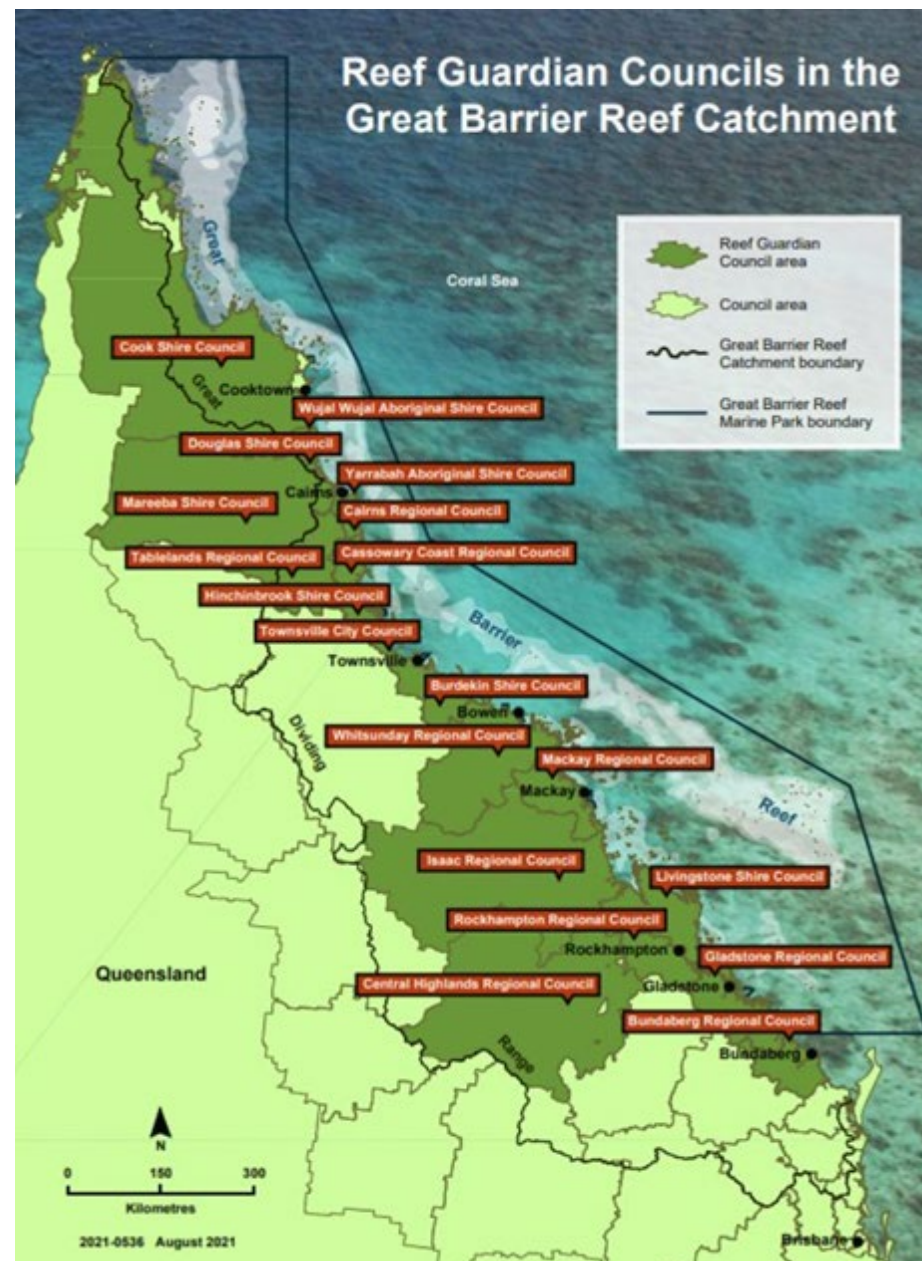 Reef Guardian Councils in the
Great Barrier Reef Catchment
Reef Guardian
Council area
Council area
Great Barrier Reef
Catchment boundary
Great Barrier Reef
Marine Park boundary
Great
Coral Sea
Cook Shire Council
Great
Cooktown
Wujal Wujal Aboriginal Shire Council
Douglas Shire Council
Yarrabah Aboriginal Shire Council
Cairns
Mareeba Shire Council
Cairns Regional Council
Tablelands Regional Council
Cassowary Coast Regional Council
Hinchinbrook Shire Council
Barrier
Townsville City Council
Townsville
Burdekin Shire Council
Bowen
Dividing
Whitsunday Regional Council
Mackay Regional Council
Mackay
Reef
Isaac Regional Council
Livingstone Shire Council
Rockhampton Regional Council
Rockhampton
Gladstone Regional Council
Queensland
Central Highlands Regional Council
Gladstone
Bundaberg Regional Council
Range
Bundaberg
N
0 150 300
Kilometres
2021-0536 August 2021
Brisbane